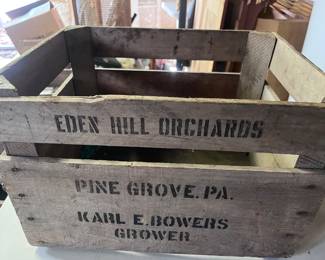 EDEN HILL ORCHARDS
PINE GROVE. PA.
KARL E. BOWERS
GROWER